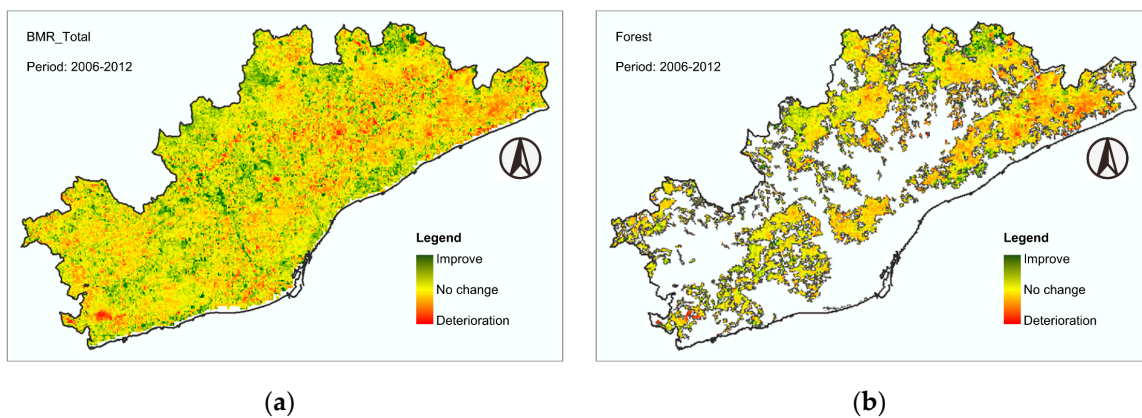 BMR_Total
Period: 2006-2012
Legend
Improve
No change
Deterioration
(a)
Forest
Period: 2006-2012
Legend
Improve
No change
Deterioration
(b)